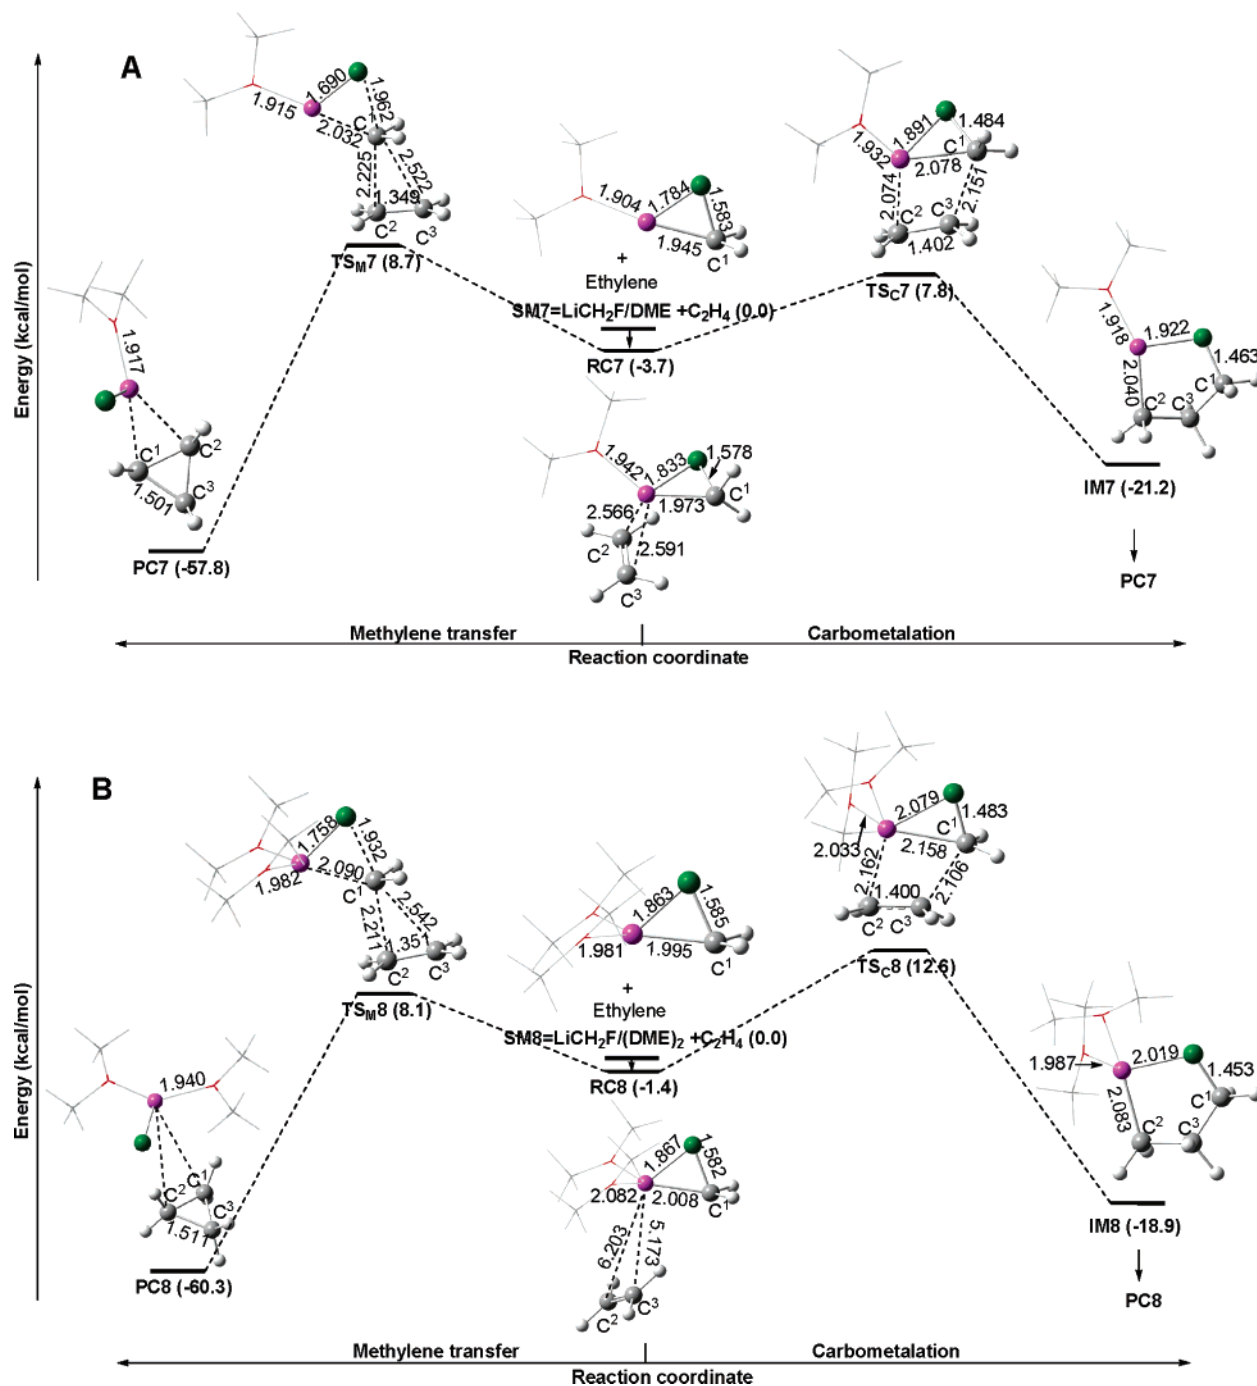 A
1.690
1.962
1.915
C1
2.032
2.225
2.522
1.349
C2
C3
TSM7 (8.7)
1.904
1.784
1.583
1.945
C1
+
Ethylene
SM7=LiCH2F/DME +C2H4 (0.0)
RC7 (-3.7)
1.942
1.833
1.578
1.973
C1
2.566
2.591
C2
C3
1.932
1.891
1.484
C1
2.078
2.074
2.151
C2
C3
1.402
TSC7 (7.8)
1.918
1.922
1.463
2.040
C1
C2
C3
IM7 (-21.2)
PC7
1.917
C1
C2
C3
1.501
PC7 (-57.8)
Energy (kcal/mol)
Methylene transfer
Carbometalation
Reaction coordinate
B
1.758
1.932
1.982
2.090
C1
2.211
2.542
1.351
C2
C3
TSM8 (8.1)
1.863
1.585
1.981
1.995
C1
+
Ethylene
SM8=LiCH2F/(DME)2 +C2H4 (0.0)
RC8 (-1.4)
1.867
1.582
2.082
2.008
C1
6.203
5.173
C2
C3
2.079
1.483
C1
2.033
2.158
2.162
2.106
1.400
C2
C3
TSC8 (12.6)
1.987
2.019
1.453
2.083
C1
C2
C3
IM8 (-18.9)
PC8
1.940
C1
C2
C3
1.511
PC8 (-60.3)
Energy (kcal/mol)
Methylene transfer
Carbometalation
Reaction coordinate